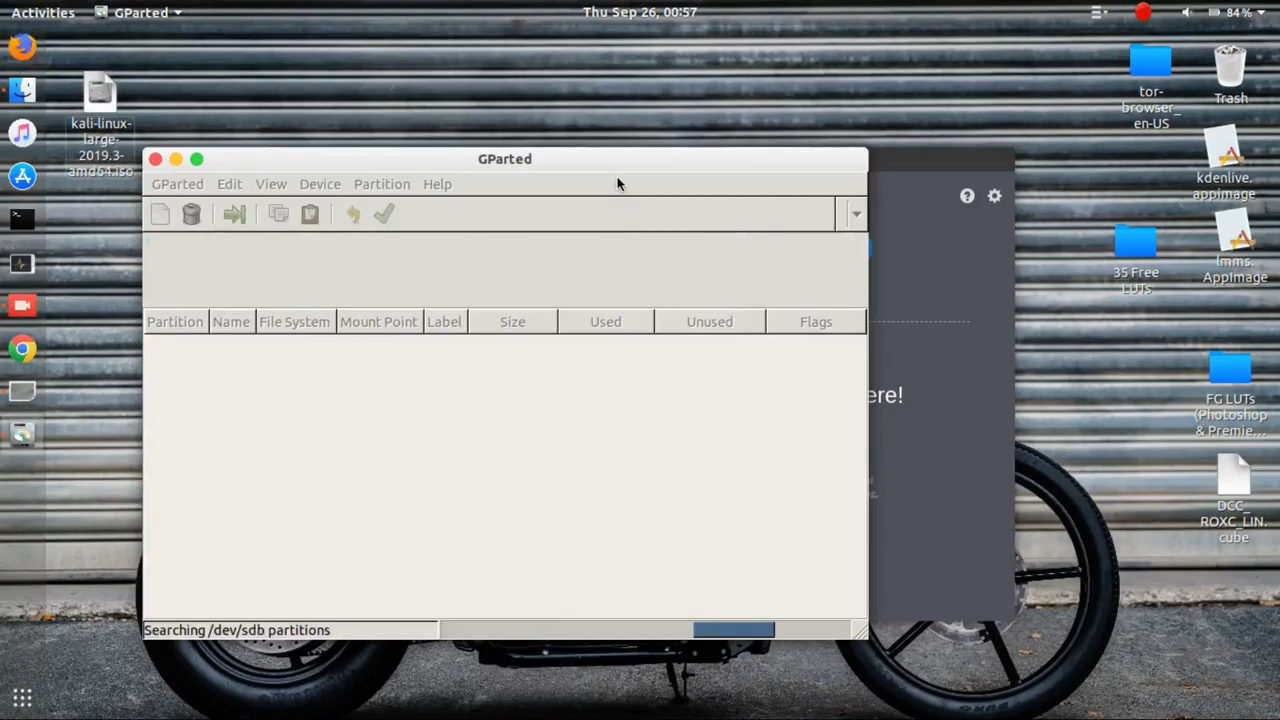 Activities GParted Thu Sep 26, 00:57 84%
kali-linux-
large-
2019.3-
amd64.iso
tor-
browser_
en-US
Trash
kdenlive.
appimage
35 Free
LUTs
lmms.
AppImage
FG LUTs
(Photoshop
& Premie...
DCC_
ROXC_LIN.
cube
GParted
GParted Edit View Device Partition Help
Partition Name File System Mount Point Label Size Used Unused Flags
ere!
Searching /dev/sdb partitions